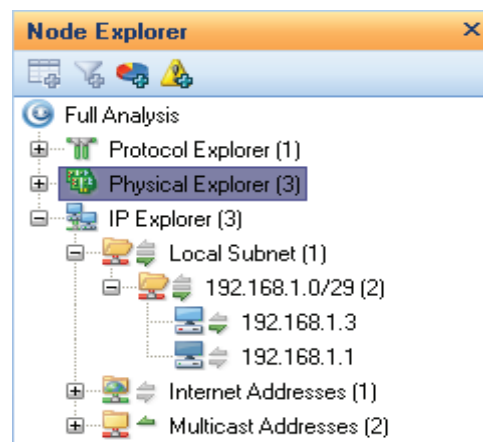 Node Explorer
Full Analysis
Protocol Explorer (1)
Physical Explorer (3)
IP Explorer (3)
Local Subnet (1)
192.168.1.0/29 (2)
192.168.1.3
192.168.1.1
Internet Addresses (1)
Multicast Addresses (2)